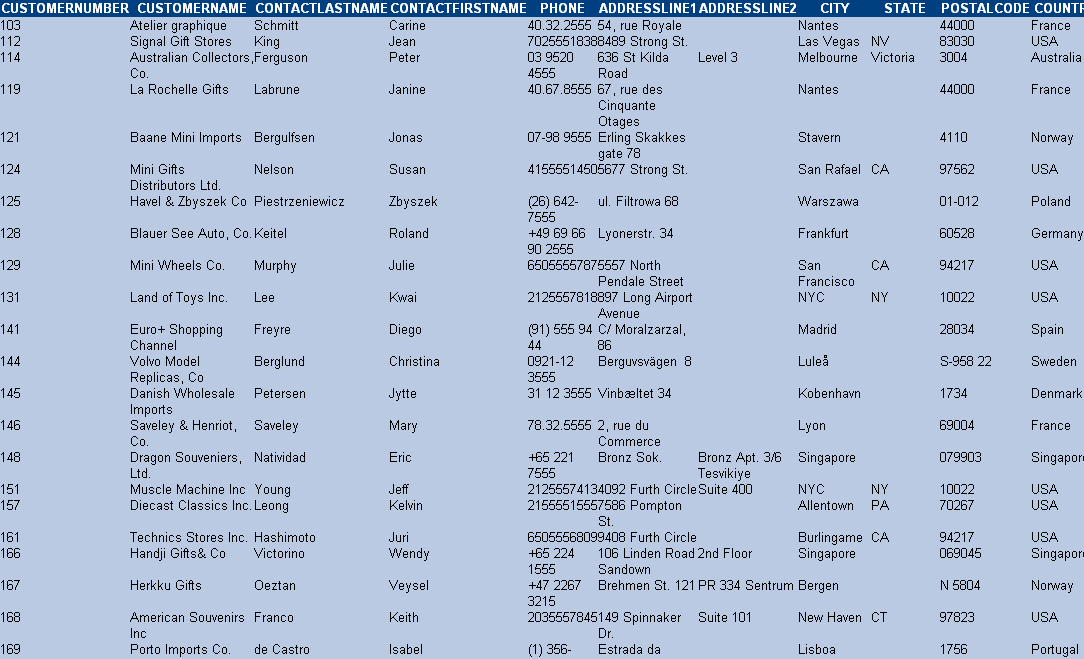 CUSTOMERNUMBER CUSTOMERNAME CONTACTLASTNAME CONTACTFIRSTNAME PHONE ADDRESSLINE1 ADDRESSLINE2 CITY STATE POSTALCODE COUNTR
103 Atelier graphique Schmitt Carine 40.32.2555 54, rue Royale Nantes 44000 France
112 Signal Gift Stores King Jean 7025551838 8489 Strong St. Las Vegas NV 83030 USA
114 Australian Collectors, Ferguson Peter 03 9520 636 St Kilda Level 3 Melbourne Victoria 3004 Australia
Co. 4555 Road
119 La Rochelle Gifts Labrune Janine 40.67.8555 67, rue des Nantes 44000 France
Cinquante
Otages
121 Baane Mini Imports Bergulfsen Jonas 07-98 9555 Erling Skakkes Stavern 4110 Norway
gate 78
124 Mini Gifts Nelson Susan 4155551450 5677 Strong St. San Rafael CA 97562 USA
Distributors Ltd.
125 Havel & Zbyszek Co Piestrzeniewicz Zbyszek (26) 642- ul. Filtrowa 68 Warszawa 01-012 Poland
7555
128 Blauer See Auto, Co. Keitel Roland +49 69 66 Lyonerstr. 34 Frankfurt 60528 Germany
90 2555
129 Mini Wheels Co. Murphy Julie 6505555787 5557 North San CA 94217 USA
Pendale Street Francisco
131 Land of Toys Inc. Lee Kwai 2125557818 897 Long Airport NYC NY 10022 USA
Avenue
141 Euro+ Shopping Freyre Diego (91) 555 94 C/ Moralzarzal, Madrid 28034 Spain
Channel 44 86
144 Volvo Model Berglund Christina 0921-12 Berguvsvägen 8 Luleå S-958 22 Sweden
Replicas, Co 3555
145 Danish Wholesale Petersen Jytte 31 12 3555 Vinbæltet 34 Kobenhavn 1734 Denmark
Imports
146 Saveley & Henriot, Saveley Mary 78.32.5555 2, rue du Lyon 69004 France
Co. Commerce
148 Dragon Souveniers, Natividad Eric +65 221 Bronz Sok. Bronz Apt. 3/6 Singapore 079903 Singapor
Ltd. 7555 Tesvikiye
151 Muscle Machine Inc Young Jeff 2125557413 4092 Furth Circle Suite 400 NYC NY 10022 USA
157 Diecast Classics Inc. Leong Kelvin 2155551555 7586 Pompton Allentown PA 70267 USA
St.
161 Technics Stores Inc. Hashimoto Juri 6505556809 9408 Furth Circle Burlingame CA 94217 USA
166 Handji Gifts& Co Victorino Wendy +65 224 106 Linden Road 2nd Floor Singapore 069045 Singapor
1555 Sandown
167 Herkku Gifts Oeztan Veysel +47 2267 Brehmen St. 121 PR 334 Sentrum Bergen N 5804 Norway
3215
168 American Souvenirs Franco Keith 2035557845 149 Spinnaker Suite 101 New Haven CT 97823 USA
Inc Dr.
169 Porto Imports Co. de Castro Isabel (1) 356- Estrada da Lisboa 1756 Portugal